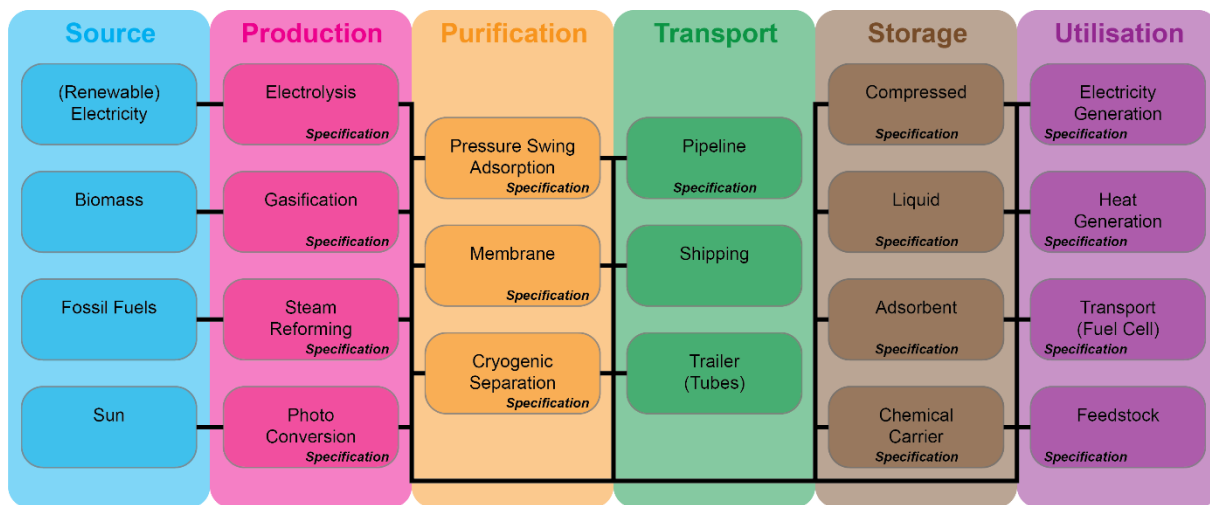 Source
(Renewable)
Electricity
Biomass
Fossil Fuels
Sun
Production
Electrolysis
Specification
Gasification
Specification
Steam
Reforming
Specification
Photo
Conversion
Specification
Purification
Pressure Swing
Adsorption
Specification
Membrane
Specification
Cryogenic
Separation
Specification
Transport
Pipeline
Specification
Shipping
Trailer
(Tubes)
Storage
Compressed
Specification
Liquid
Specification
Adsorbent
Specification
Chemical
Carrier
Specification
Utilisation
Electricity
Generation
Specification
Heat
Generation
Specification
Transport
(Fuel Cell)
Specification
Feedstock
Specification